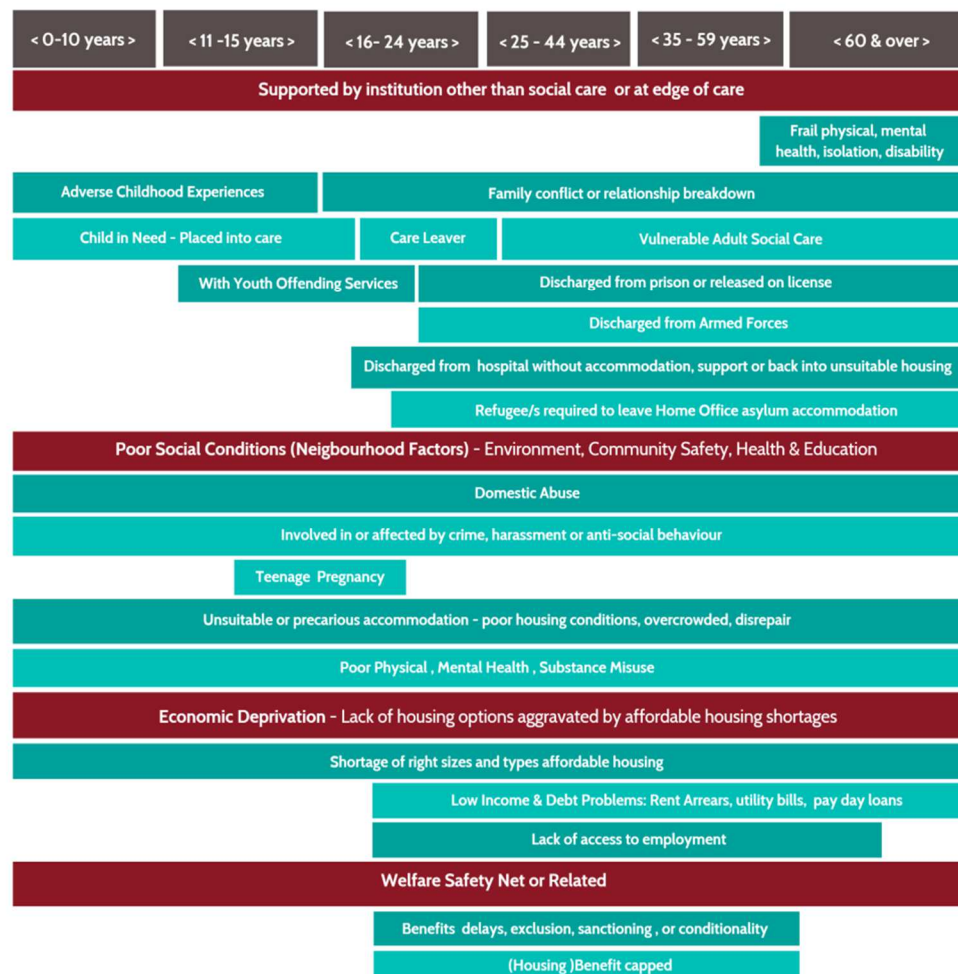 < 0-10 years >
< 11 -15 years >
< 16- 24 years >
< 25 - 44 years >
< 35 - 59 years >
< 60 & over >
Supported by institution other than social care or at edge of care
Frail physical, mental
health, isolation, disability
Adverse Childhood Experiences
Family conflict or relationship breakdown
Child in Need - Placed into care
Care Leaver
Vulnerable Adult Social Care
With Youth Offending Services
Discharged from prison or released on license
Discharged from Armed Forces
Discharged from hospital without accommodation, support or back into unsuitable housing
Refugee/s required to leave Home Office asylum accommodation
Poor Social Conditions (Neighbourhood Factors) - Environment, Community Safety, Health & Education
Domestic Abuse
Involved in or affected by crime, harassment or anti-social behaviour
Teenage Pregnancy
Unsuitable or precarious accommodation - poor housing conditions, overcrowded, disrepair
Poor Physical , Mental Health , Substance Misuse
Economic Deprivation - Lack of housing options aggravated by affordable housing shortages
Shortage of right sizes and types affordable housing
Low Income & Debt Problems: Rent Arrears, utility bills, pay day loans
Lack of access to employment
Welfare Safety Net or Related
Benefits delays, exclusion, sanctioning , or conditionality
(Housing )Benefit capped